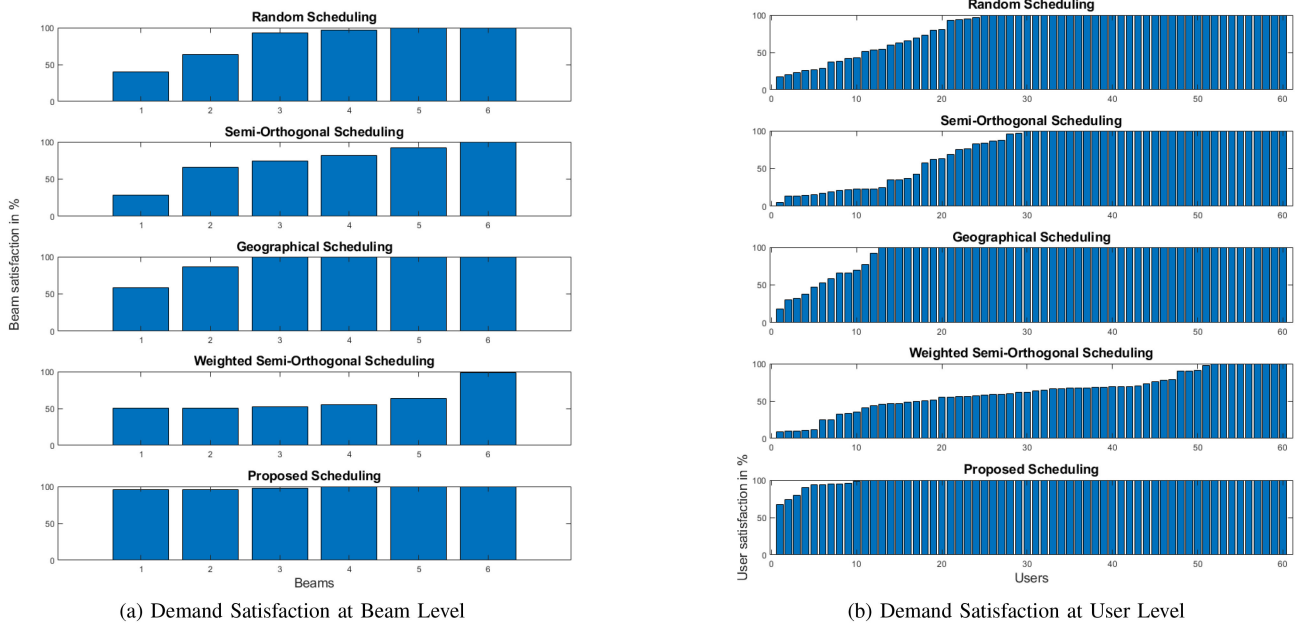 Random Scheduling
100
50
0
1 2 3 4 5 6
Semi-Orthogonal Scheduling
100
50
0
1 2 3 4 5 6
Geographical Scheduling
100
50
0
1 2 3 4 5 6
Weighted Semi-Orthogonal Scheduling
100
50
0
1 2 3 4 5 6
Proposed Scheduling
100
50
0
1 2 3 4 5 6
Beam satisfaction in %
Beams
(a) Demand Satisfaction at Beam Level
Random Scheduling
100
50
0
0 10 20 30 40 50 60
Semi-Orthogonal Scheduling
100
50
0
0 10 20 30 40 50 60
Geographical Scheduling
100
50
0
0 10 20 30 40 50 60
Weighted Semi-Orthogonal Scheduling
100
50
0
0 10 20 30 40 50 60
Proposed Scheduling
100
50
0
0 10 20 30 40 50 60
User satisfaction in %
Users
(b) Demand Satisfaction at User Level